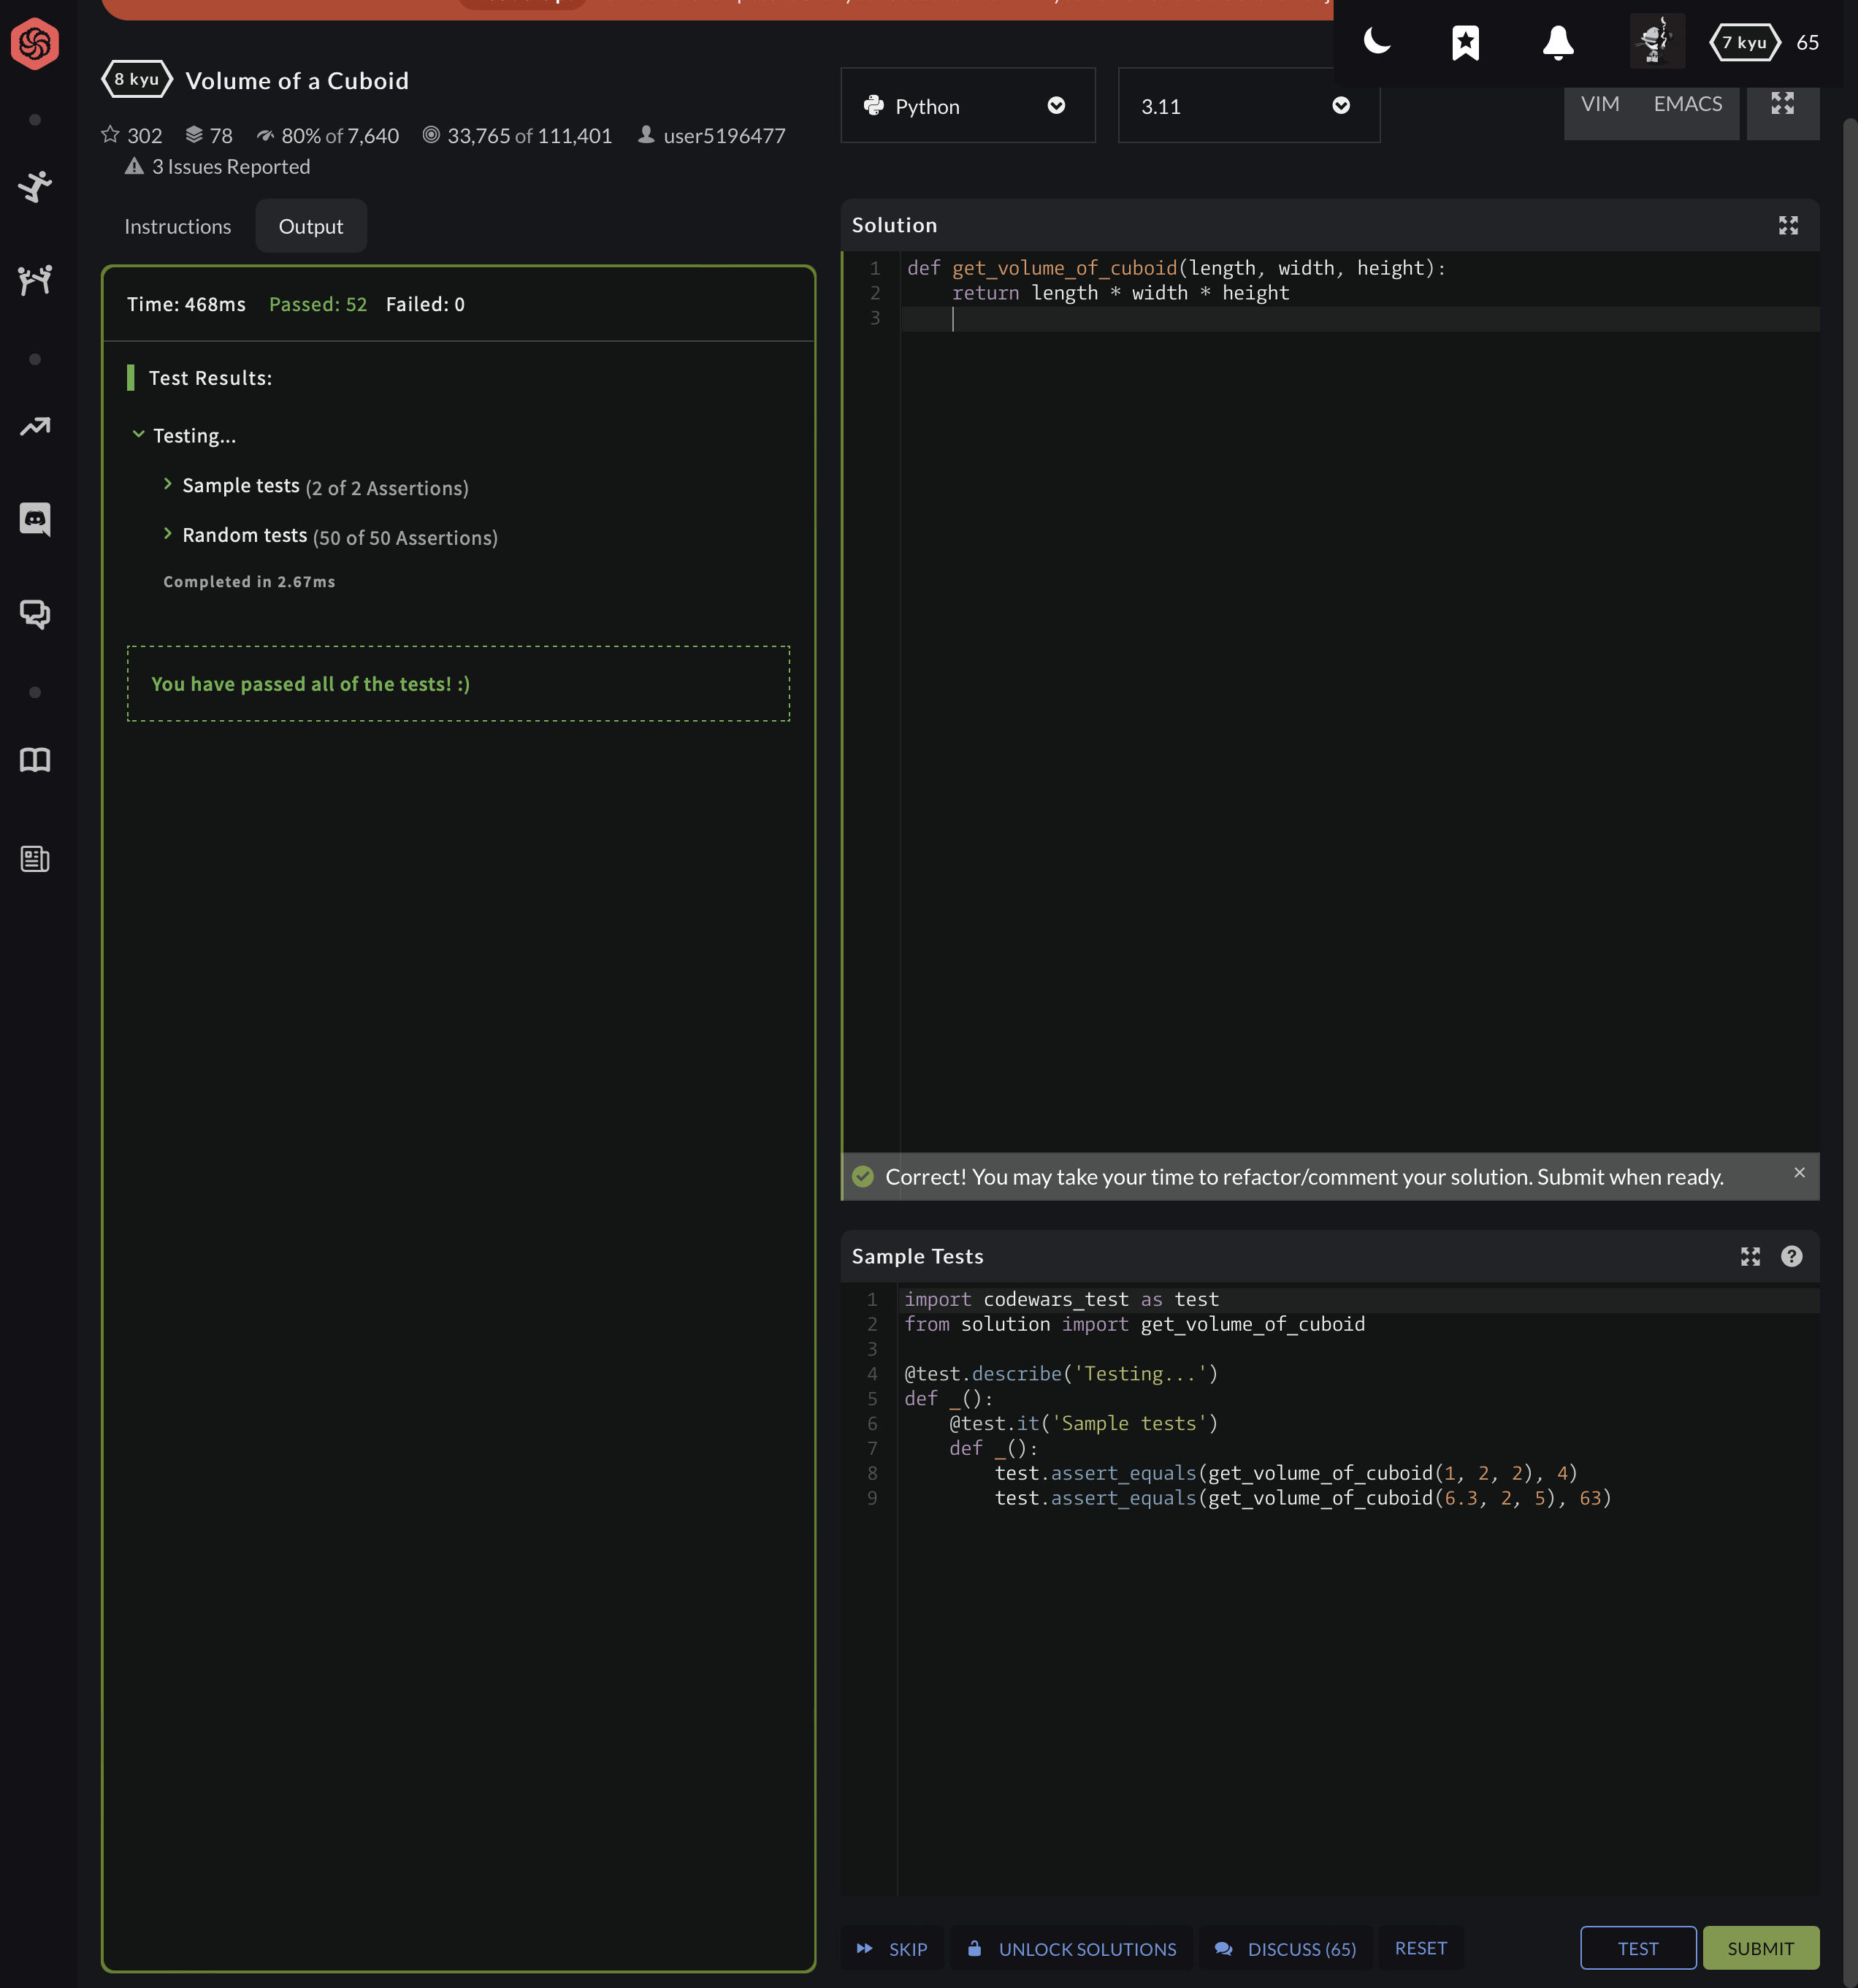 7 kyu 65
8 kyu Volume of a Cuboid
302 78 80% of 7,640 33,765 of 111,401 user5196477
3 Issues Reported
Python 3.11 VIM EMACS
Instructions Output
Time: 468ms Passed: 52 Failed: 0
Test Results:
Testing...
Sample tests (2 of 2 Assertions)
Random tests (50 of 50 Assertions)
Completed in 2.67ms
You have passed all of the tests! :)
Solution
1 def get_volume_of_cuboid(length, width, height):
2 return length * width * height
3
Correct! You may take your time to refactor/comment your solution. Submit when ready. ×
Sample Tests
1 import codewars_test as test
2 from solution import get_volume_of_cuboid
3
4 @test.describe('Testing...')
5 def _():
6 @test.it('Sample tests')
7 def _():
8 test.assert_equals(get_volume_of_cuboid(1, 2, 2), 4)
9 test.assert_equals(get_volume_of_cuboid(6.3, 2, 5), 63)
SKIP UNLOCK SOLUTIONS DISCUSS (65) RESET TEST SUBMIT